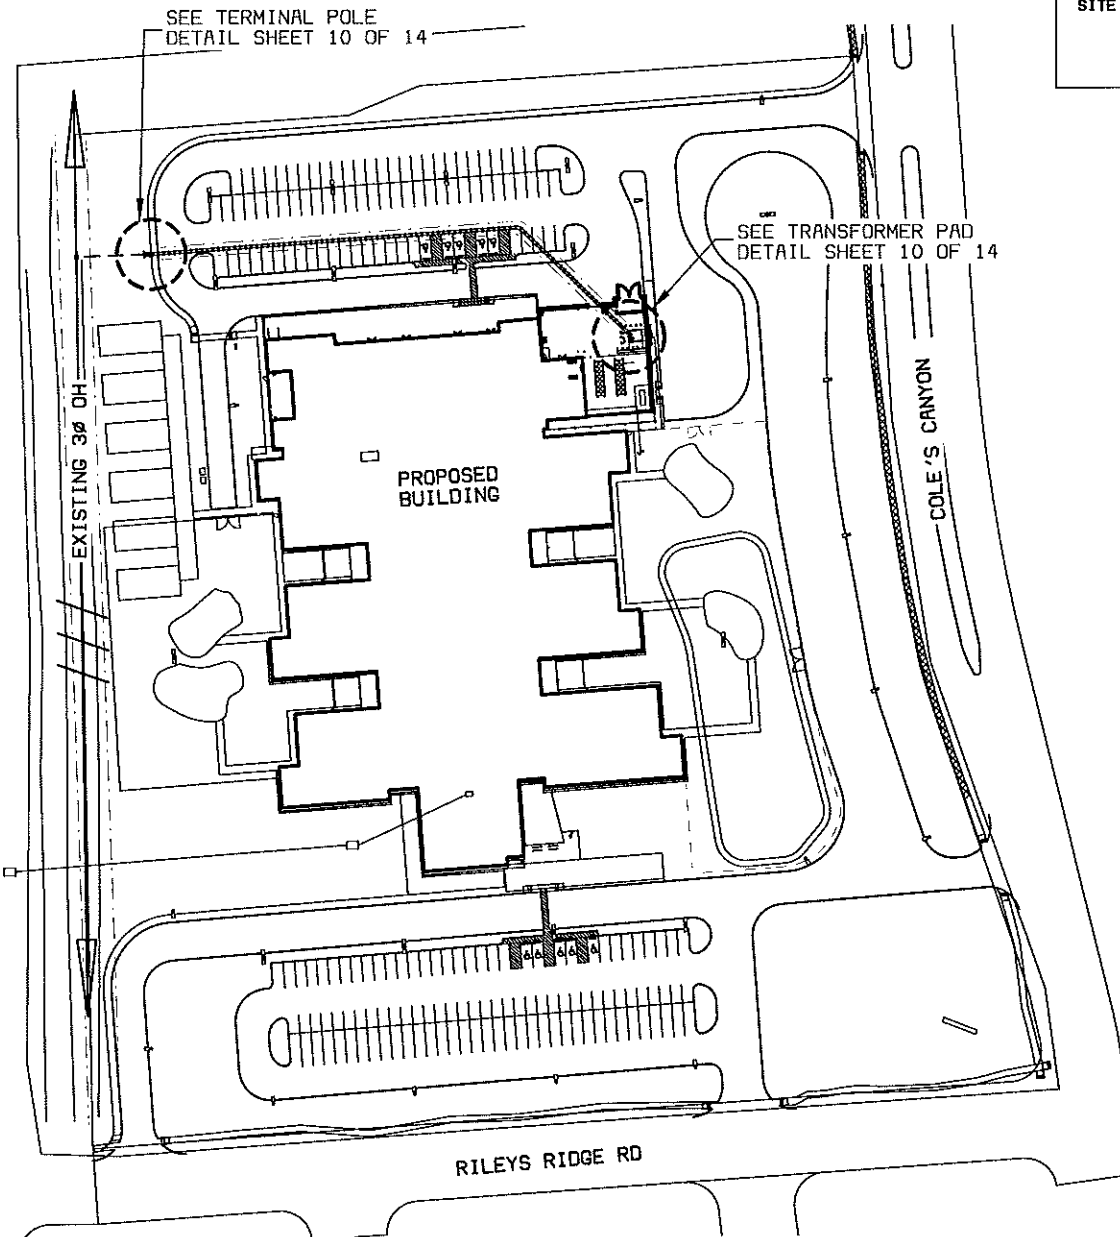 SITE
SEE TERMINAL POLE
DETAIL SHEET 10 OF 14
SEE TRANSFORMER PAD
DETAIL SHEET 10 OF 14
EXISTING 3Ø OH
PROPOSED
BUILDING
COLE'S CANYON
RILEYS RIDGE RD